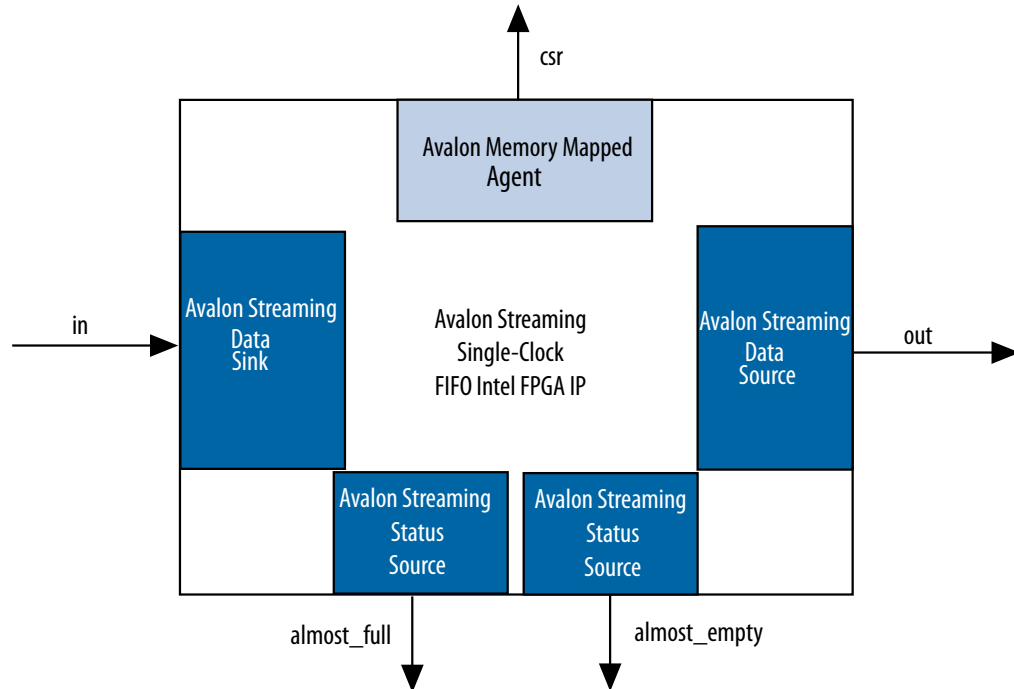 csr
Avalon Memory Mapped
Agent
Avalon Streaming
Data
Sink
in
Avalon Streaming
Single-Clock
FIFO Intel FPGA IP
Avalon Streaming
Data
Source
out
Avalon Streaming
Status
Source
Avalon Streaming
Status
Source
almost_full
almost_empty